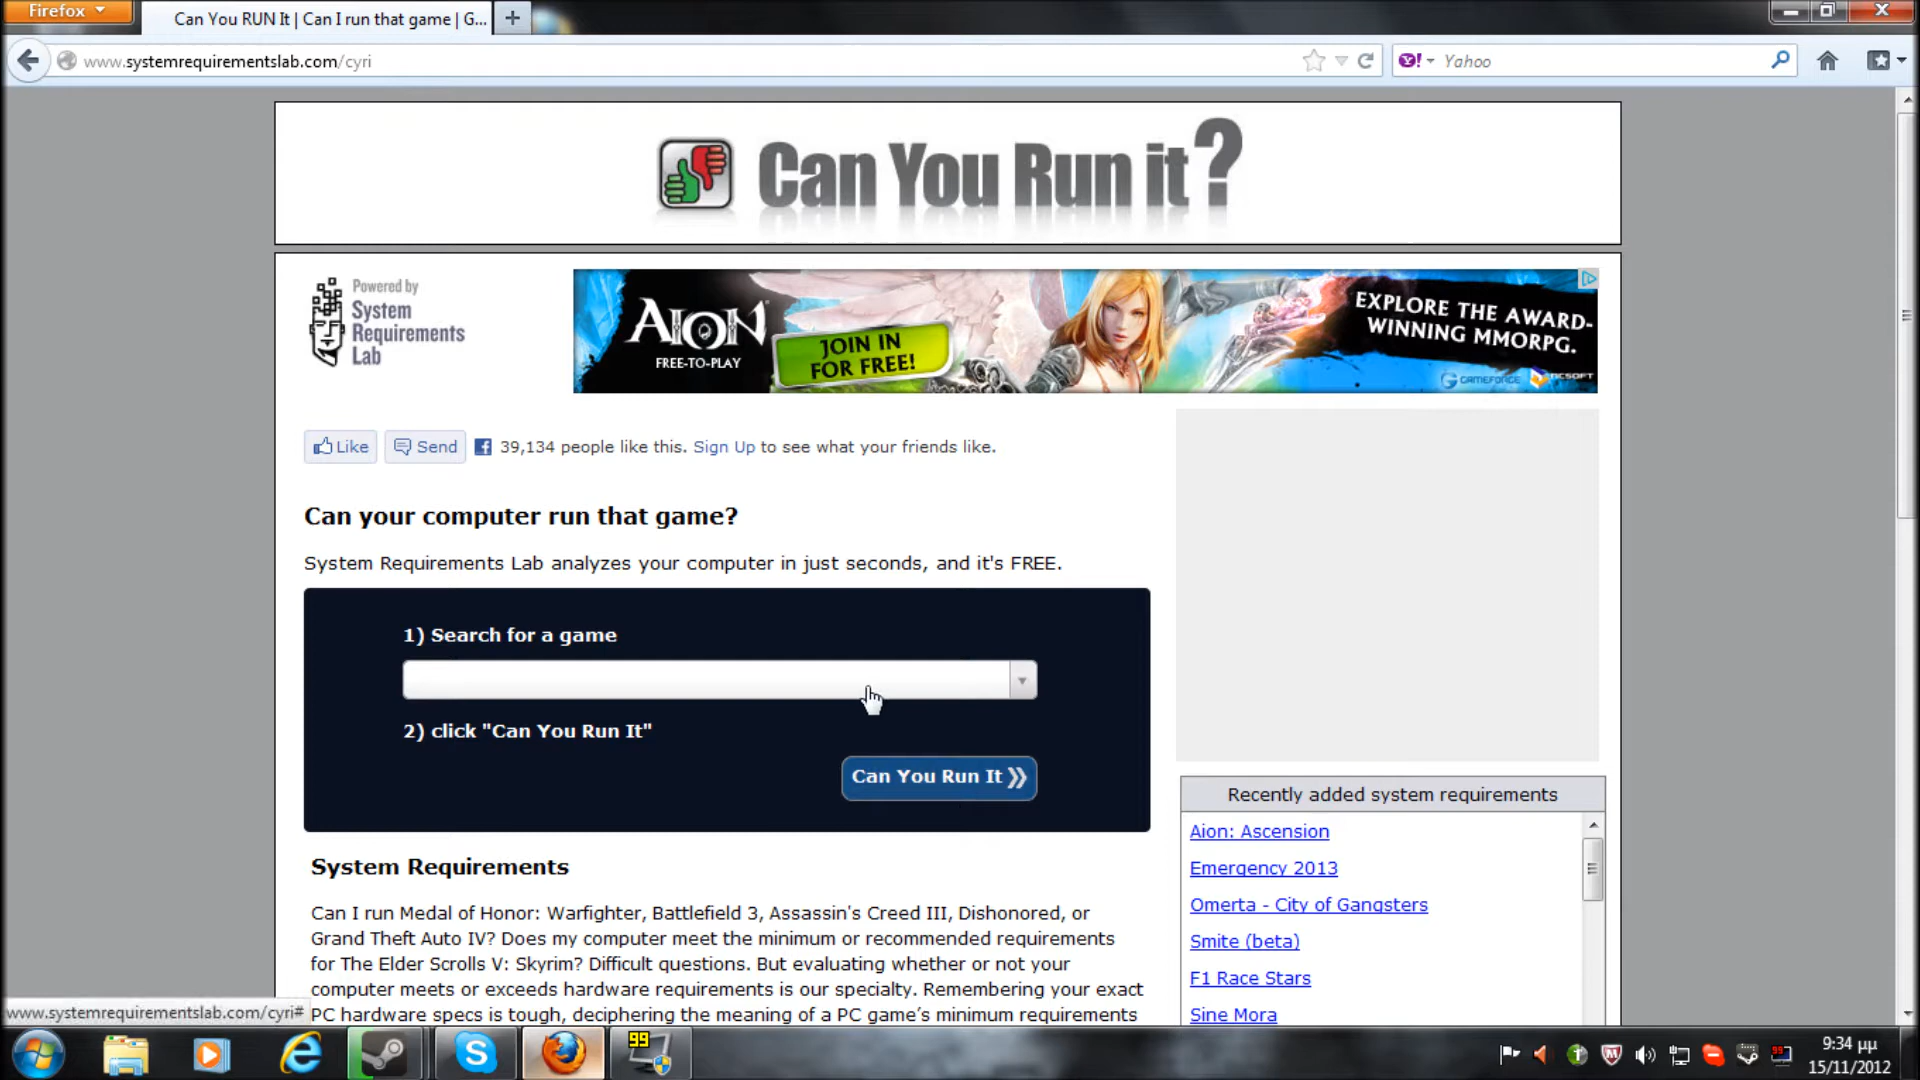 Firefox
Can You RUN It | Can I run that game | G...
www.systemrequirementslab.com/cyri
Y! Yahoo
Can You Run it?
Powered by
System
Requirements
Lab
AION
FREE-TO-PLAY
JOIN IN
FOR FREE!
EXPLORE THE AWARD-
WINNING MMORPG.
GAMEFORGE NCSOFT
Like Send 39,134 people like this. Sign Up to see what your friends like.
Can your computer run that game?
System Requirements Lab analyzes your computer in just seconds, and it's FREE.
1) Search for a game
2) click "Can You Run It"
Can You Run It
Recently added system requirements
Aion: Ascension
Emergency 2013
Omerta - City of Gangsters
Smite (beta)
F1 Race Stars
Sine Mora
System Requirements
Can I run Medal of Honor: Warfighter, Battlefield 3, Assassin's Creed III, Dishonored, or
Grand Theft Auto IV? Does my computer meet the minimum or recommended requirements
for The Elder Scrolls V: Skyrim? Difficult questions. But evaluating whether or not your
computer meets or exceeds hardware requirements is our specialty. Remembering your exact
PC hardware specs is tough, deciphering the meaning of a PC game's minimum requirements
www.systemrequirementslab.com/cyri#
99
9:34 μμ
15/11/2012